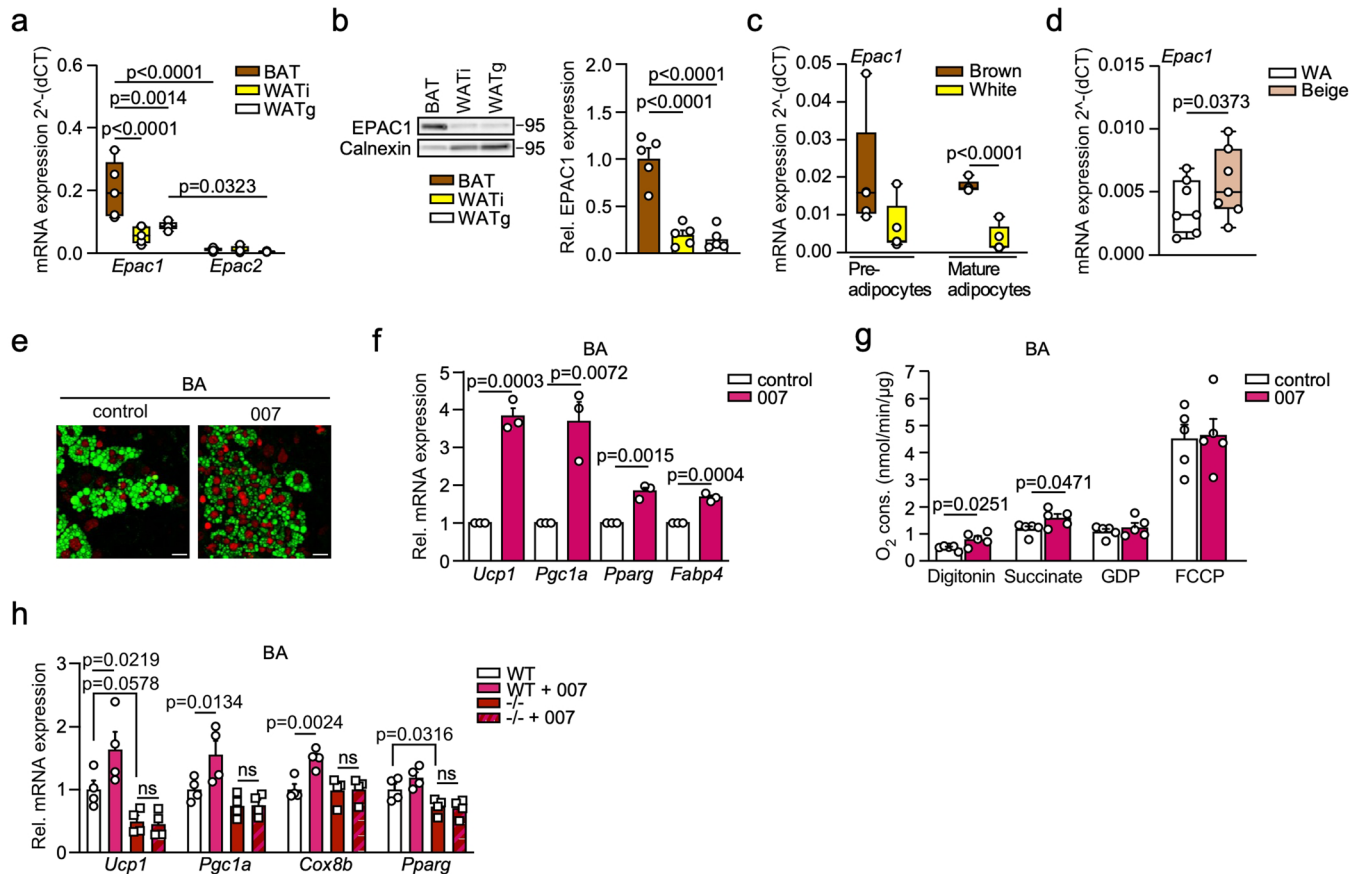 a
mRNA expression 2^-(dCT)
0.6
0.4
0.2
0.0
p<0.0001
p=0.0014
p<0.0001
p=0.0323
BAT
WATi
WATg
Epac1
Epac2
b
BAT
WATi
WATg
EPAC1
-95
Calnexin
-95
BAT
WATi
WATg
Rel. EPAC1 expression
2.0
1.5
1.0
0.5
0.0
p<0.0001
p<0.0001
c
Epac1
mRNA expression 2^-(dCT)
0.05
0.04
0.03
0.02
0.01
0.00
Brown
White
p<0.0001
Pre-
adipocytes
Mature
adipocytes
d
Epac1
mRNA expression 2^-(dCT)
0.015
0.010
0.005
0.000
p=0.0373
WA
Beige
e
BA
control
007
f
BA
Rel. mRNA expression
5
4
3
2
1
0
p=0.0003
p=0.0072
p=0.0015
p=0.0004
control
007
Ucp1
Pgc1a
Pparg
Fabp4
g
BA
O2 cons. (nmol/min/µg)
7
6
5
4
3
2
1
0
p=0.0251
p=0.0471
control
007
Digitonin
Succinate
GDP
FCCP
h
BA
Rel. mRNA expression
3
2
1
0
p=0.0219
p=0.0578
p=0.0134
p=0.0024
p=0.0316
ns
ns
ns
ns
WT
WT + 007
-/-
-/- + 007
Ucp1
Pgc1a
Cox8b
Pparg